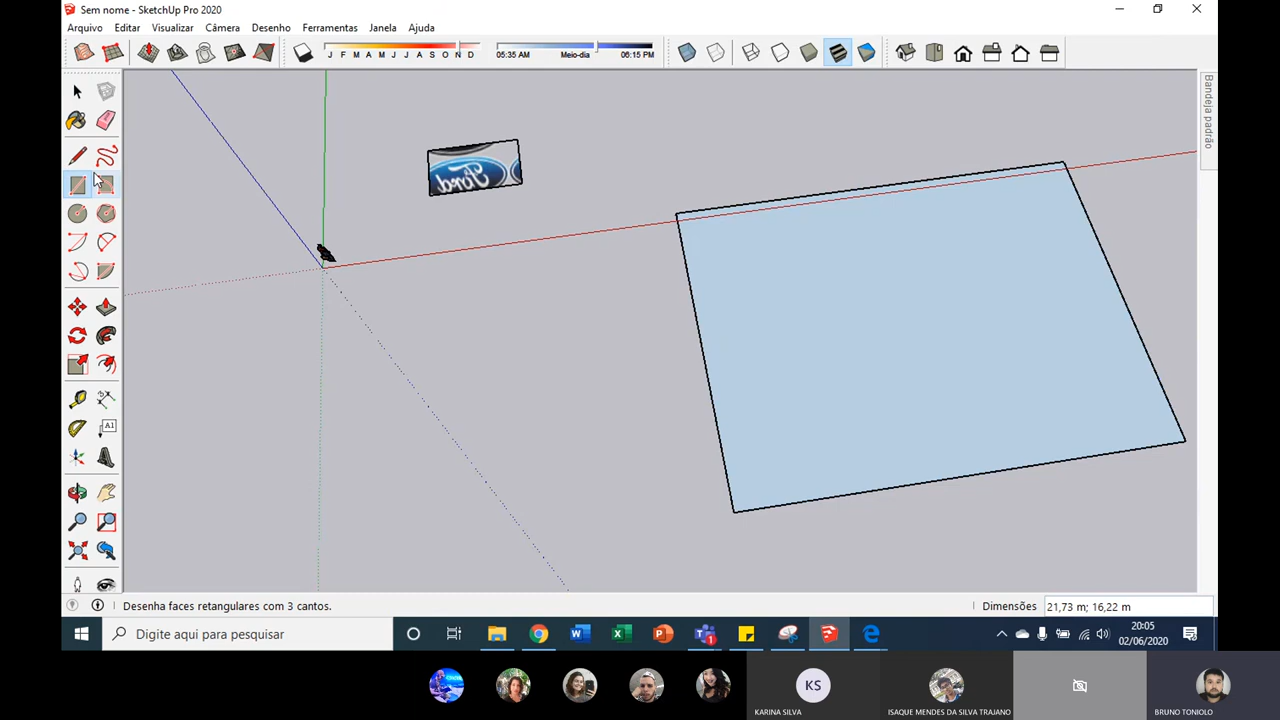 Sem nome - SketchUp Pro 2020
Arquivo Editar Visualizar Câmera Desenho Ferramentas Janela Ajuda
J F M A M J J A S O N D 05:35 AM Meio-dia 06:15 PM
Bandeja padrão
Ford
A1
Desenha faces retangulares com 3 cantos. Dimensões 21,73 m; 16,22 m
Digite aqui para pesquisar
20:05
02/06/2020
KS
KARINA SILVA ISAQUE MENDES DA SILVA TRAJANO BRUNO TONIOLO